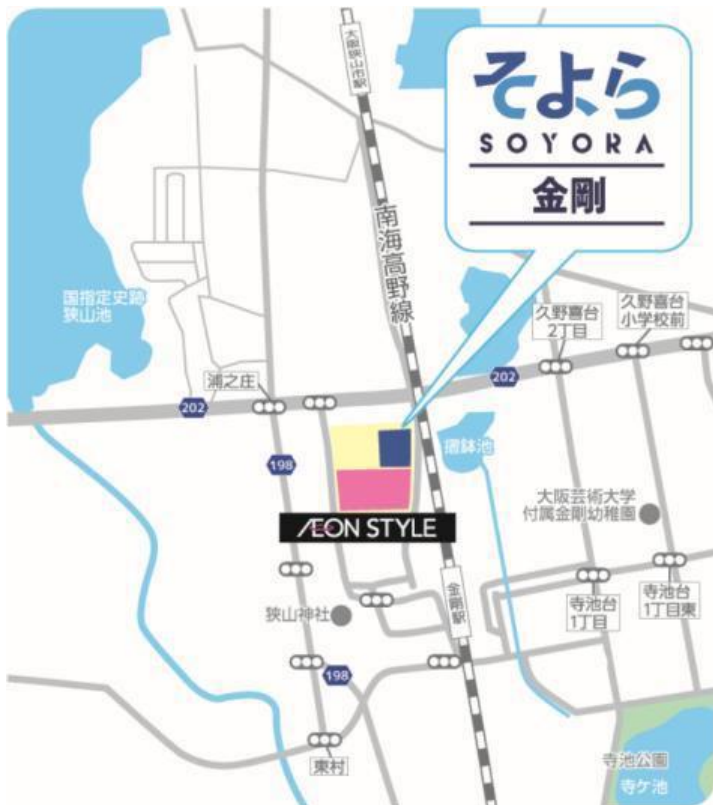 大阪狭山市駅
そよら
SOYORA
金剛
南海高野線
国指定史跡
狭山池
久野喜台
2丁目
久野喜台
小学校前
浦之庄
202
202
198
摺鉢池
大阪芸術大学
付属金剛幼稚園
ÆON STYLE
金剛駅
寺池台
1丁目
寺池台
1丁目東
狭山神社
198
東村
寺池公園
寺ケ池